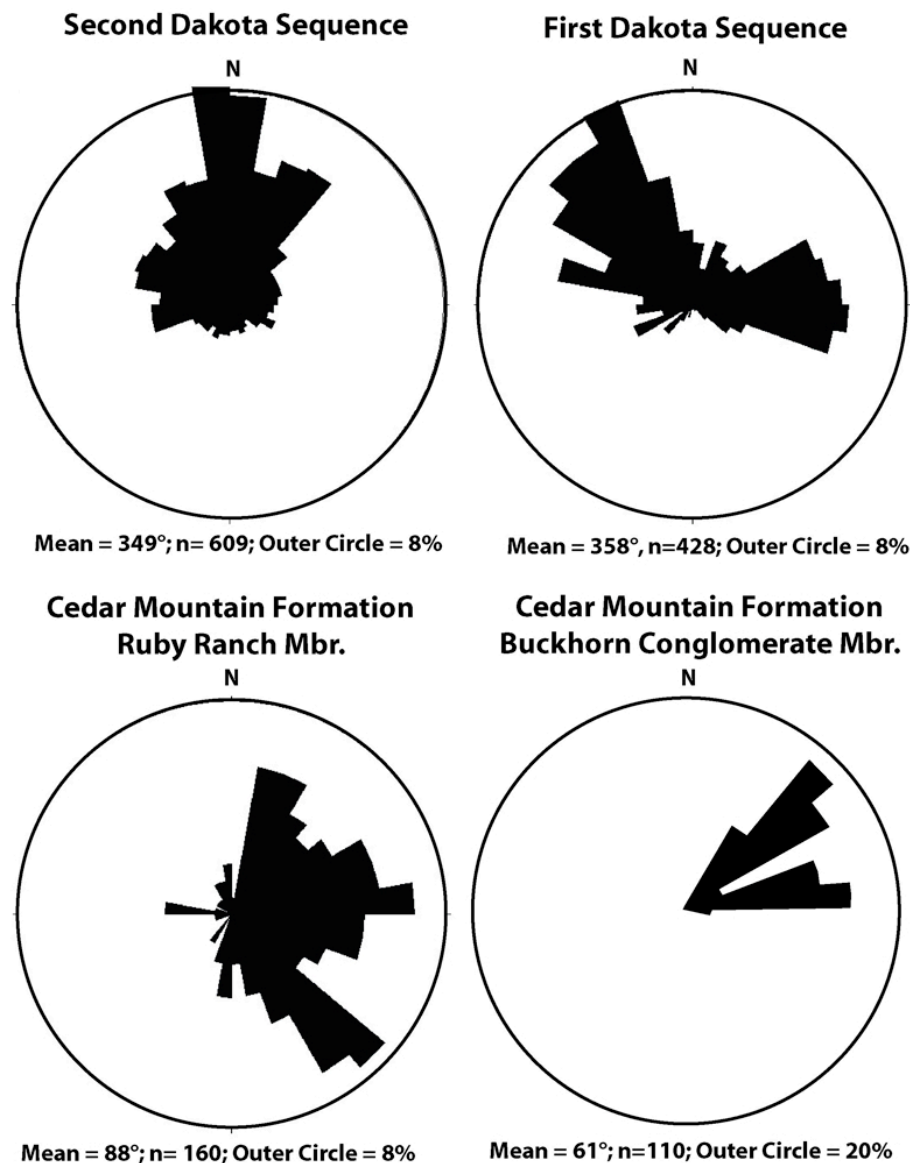 Second Dakota Sequence
N
Mean = 349°; n= 609; Outer Circle = 8%
First Dakota Sequence
N
Mean = 358°, n=428; Outer Circle = 8%
Cedar Mountain Formation
Ruby Ranch Mbr.
N
Mean = 88°; n= 160; Outer Circle = 8%
Cedar Mountain Formation
Buckhorn Conglomerate Mbr.
N
Mean = 61°; n=110; Outer Circle = 20%